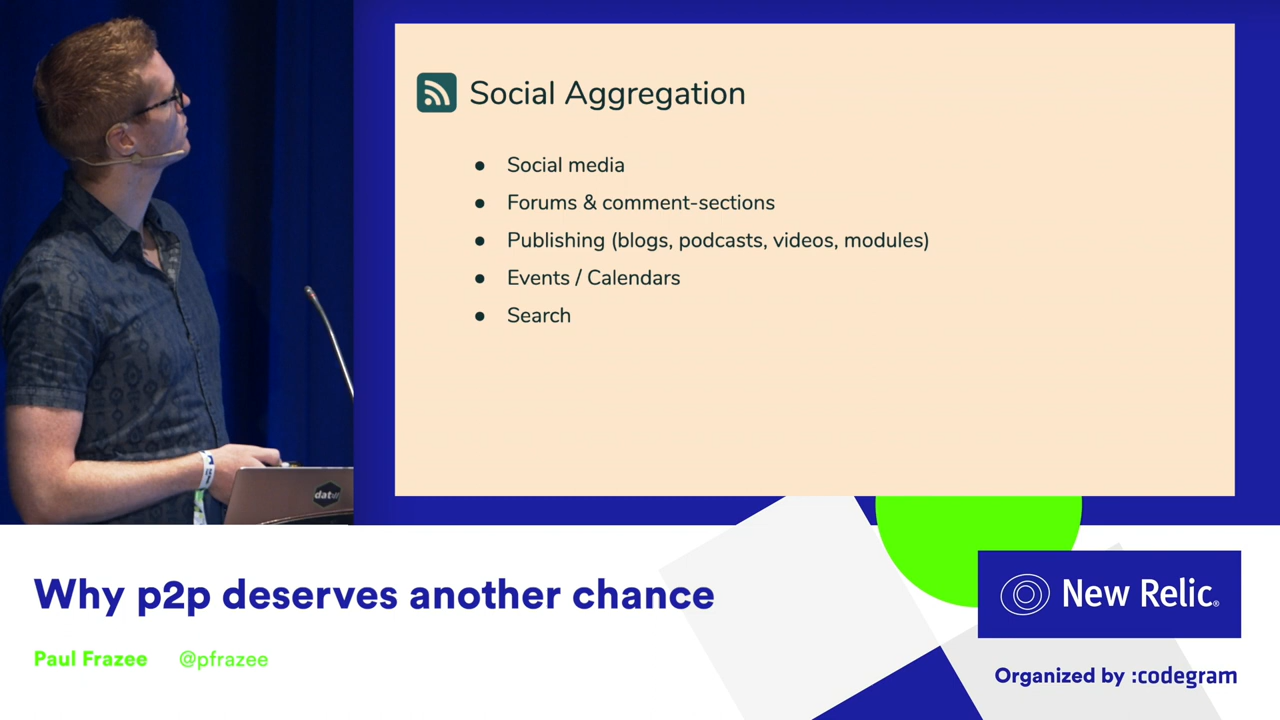 Social Aggregation
● Social media
● Forums & comment-sections
● Publishing (blogs, podcasts, videos, modules)
● Events / Calendars
● Search
dat
Why p2p deserves another chance
Paul Frazee @pfrazee
New Relic®
Organized by :codegram